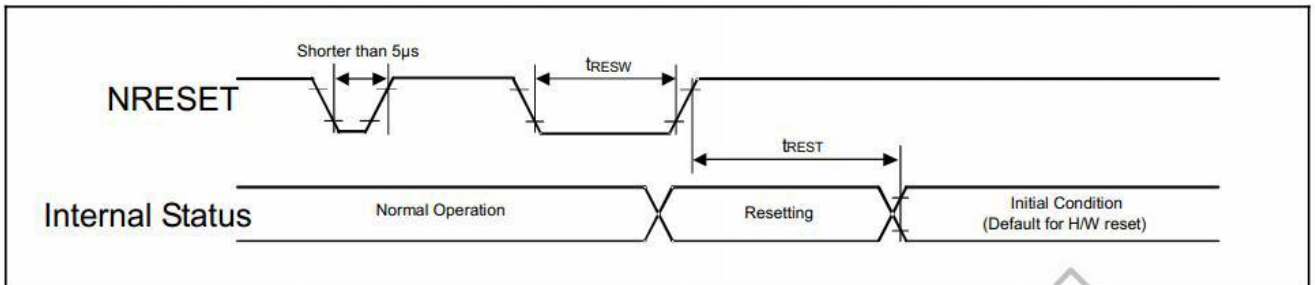 Shorter than 5µs
tRESW
NRESET
tREST
Internal Status
Normal Operation
Resetting
Initial Condition
(Default for H/W reset)